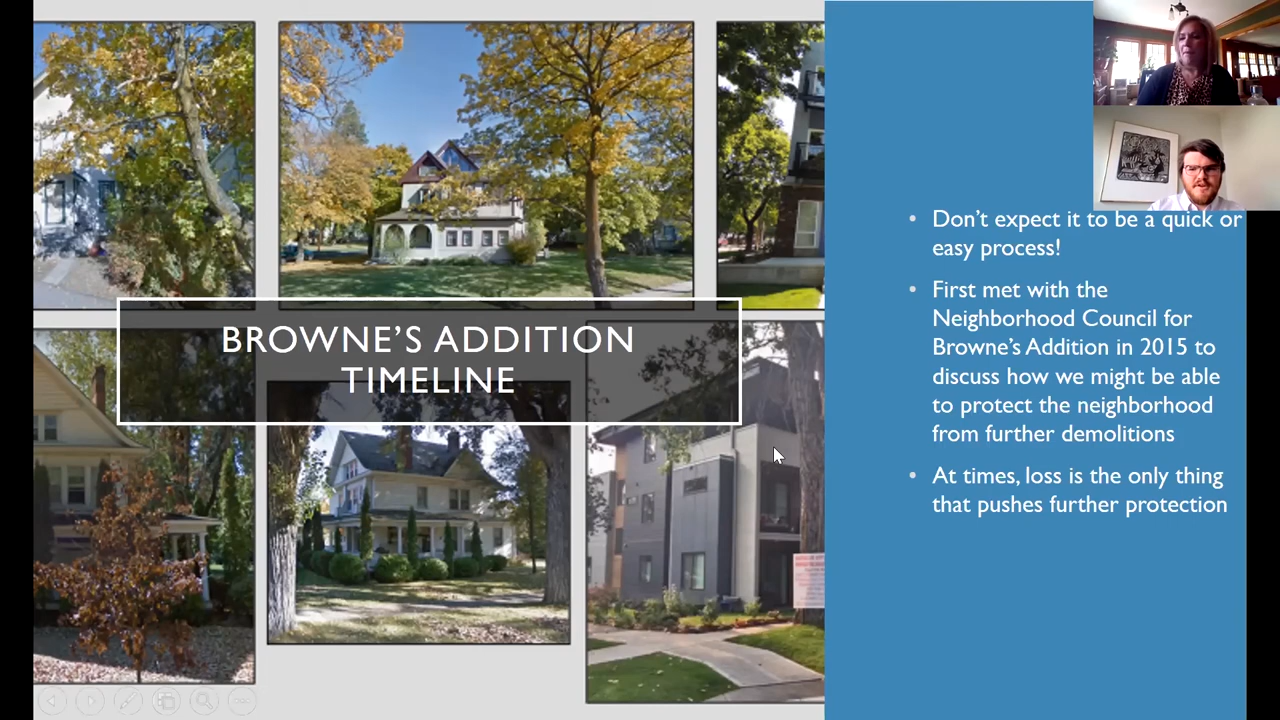 BROWNE'S ADDITION
TIMELINE
• Don't expect it to be a quick or
easy process!
• First met with the
Neighborhood Council for
Browne's Addition in 2015 to
discuss how we might be able
to protect the neighborhood
from further demolitions
• At times, loss is the only thing
that pushes further protection